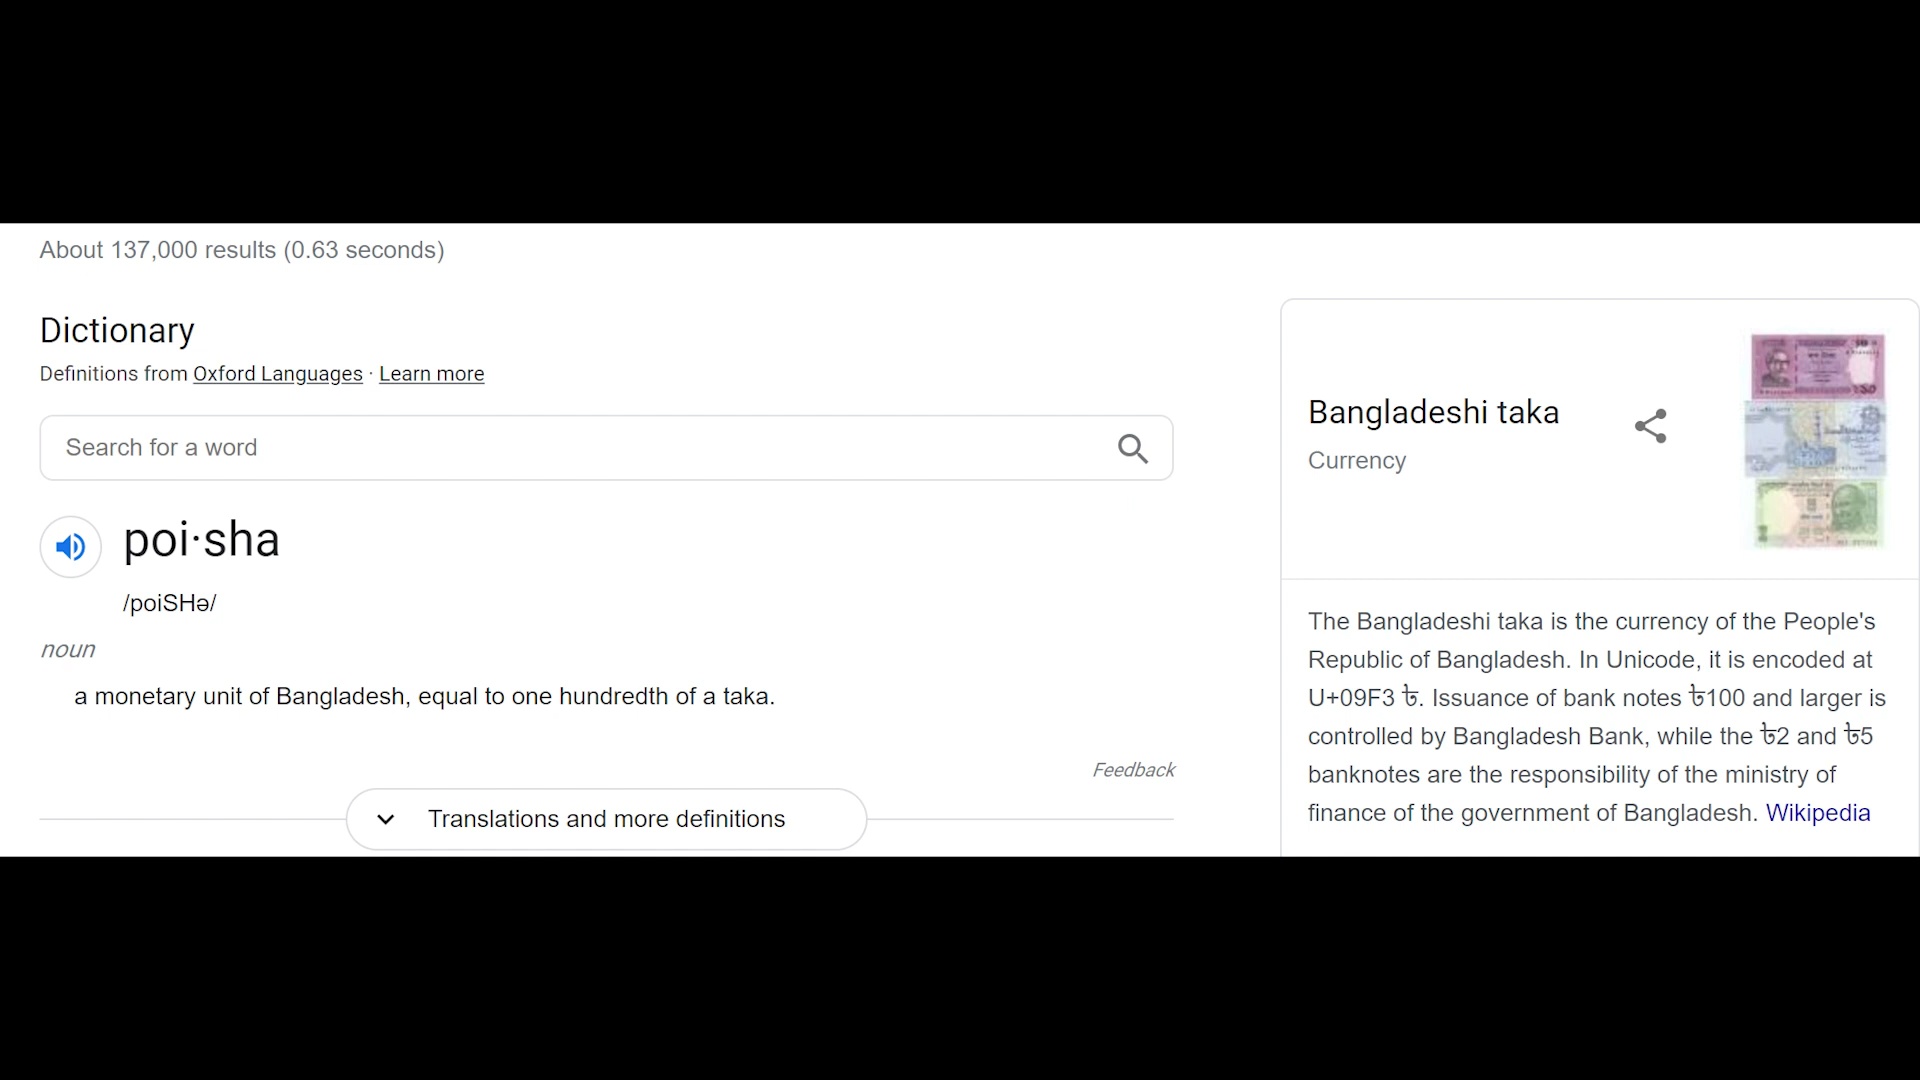 About 137,000 results (0.63 seconds)
Dictionary
Definitions from Oxford Languages · Learn more
Search for a word
poi·sha
/poiSHə/
noun
a monetary unit of Bangladesh, equal to one hundredth of a taka.
Feedback
Translations and more definitions
Bangladeshi taka
Currency
The Bangladeshi taka is the currency of the People's
Republic of Bangladesh. In Unicode, it is encoded at
U+09F3 ৳. Issuance of bank notes ৳100 and larger is
controlled by Bangladesh Bank, while the ৳2 and ৳5
banknotes are the responsibility of the ministry of
finance of the government of Bangladesh. Wikipedia